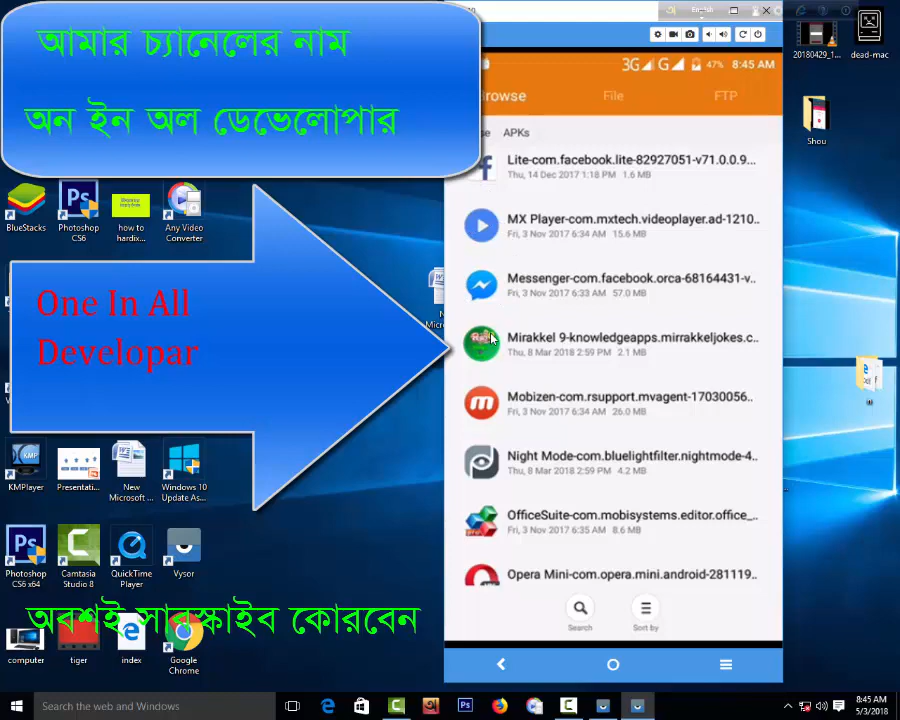 আমার চ্যানেলের নাম
অন ইন অল ডেভেলোপার
One In All
Developar
অবশই সাবস্কাইব কোরবেন
English
3G G 47% 8:45 AM
rowse File FTP
APKs
Lite-com.facebook.lite-82927051-v71.0.0.9...
Thu, 14 Dec 2017 1:18 PM 1.6 MB
MX Player-com.mxtech.videoplayer.ad-1210..
Fri, 3 Nov 2017 6:34 AM 15.6 MB
Messenger-com.facebook.orca-68164431-v..
Fri, 3 Nov 2017 6:33 AM 57.0 MB
Mirakkel 9-knowledgeapps.mirrakkeljokes.c..
Thu, 8 Mar 2018 2:59 PM 2.1 MB
Mobizen-com.rsupport.mvagent-17030056..
Fri, 3 Nov 2017 6:34 AM 26.0 MB
Night Mode-com.bluelightfilter.nightmode-4..
Thu, 8 Mar 2018 2:59 PM 4.2 MB
OfficeSuite-com.mobisystems.editor.office_..
Fri, 3 Nov 2017 6:35 AM 8.6 MB
Opera Mini-com.opera.mini.android-281119..
Search Sort by
20180429_1...
dead-mac
Shou
BlueStacks
Photoshop
CS6
how to
hardix...
Any Video
Converter
KMPlayer
Presentati...
New
Microsoft ...
Windows 10
Update As...
Photoshop
CS6 x64
Camtasia
Studio 8
QuickTime
Player
Vysor
computer
tiger
index
Google
Chrome
Search the web and Windows
8:45 AM
5/3/2018